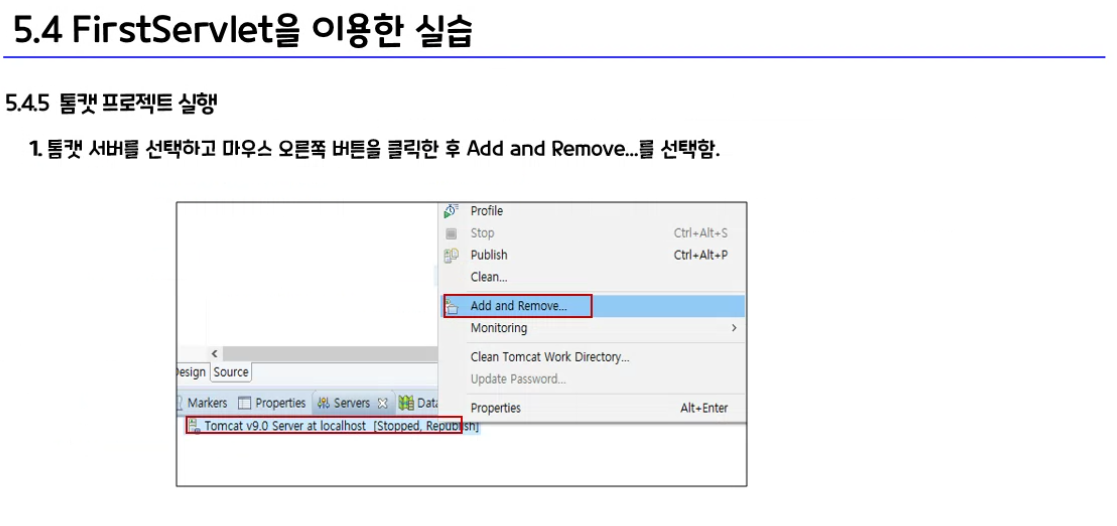 5.4 FirstServlet을 이용한 실습
5.4.5 톰캣 프로젝트 실행
1. 톰캣 서버를 선택하고 마우스 오른쪽 버튼을 클릭한 후 Add and Remove...를 선택함.
Profile
Stop Ctrl+Alt+S
Publish Ctrl+Alt+P
Clean...
Add and Remove...
Monitoring >
Clean Tomcat Work Directory...
Update Password...
Properties Alt+Enter
<
Design Source
Markers Properties Servers Data
Tomcat v9.0 Server at localhost [Stopped, Republish]